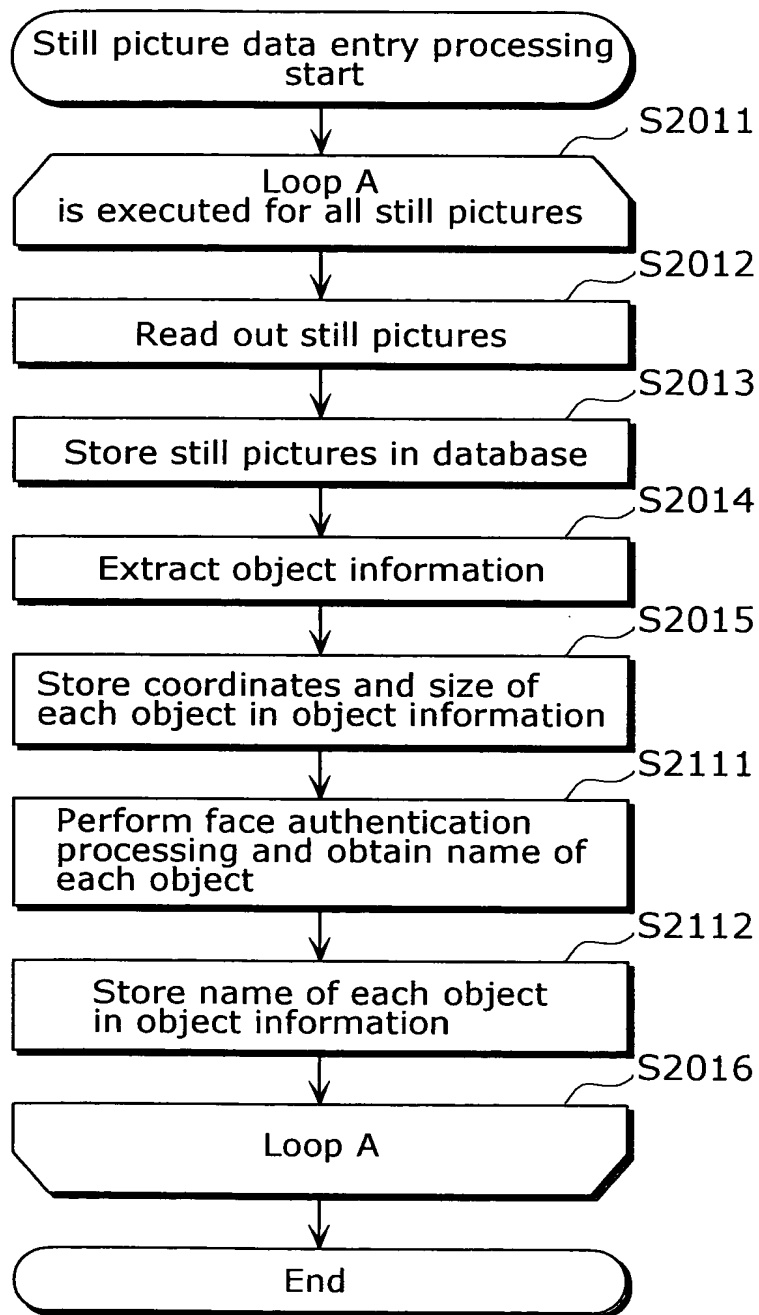 Still picture data entry processing
start
S2011
Loop A
is executed for all still pictures
S2012
Read out still pictures
S2013
Store still pictures in database
S2014
Extract object information
S2015
Store coordinates and size of
each object in object information
S2111
Perform face authentication
processing and obtain name of
each object
S2112
Store name of each object
in object information
S2016
Loop A
End